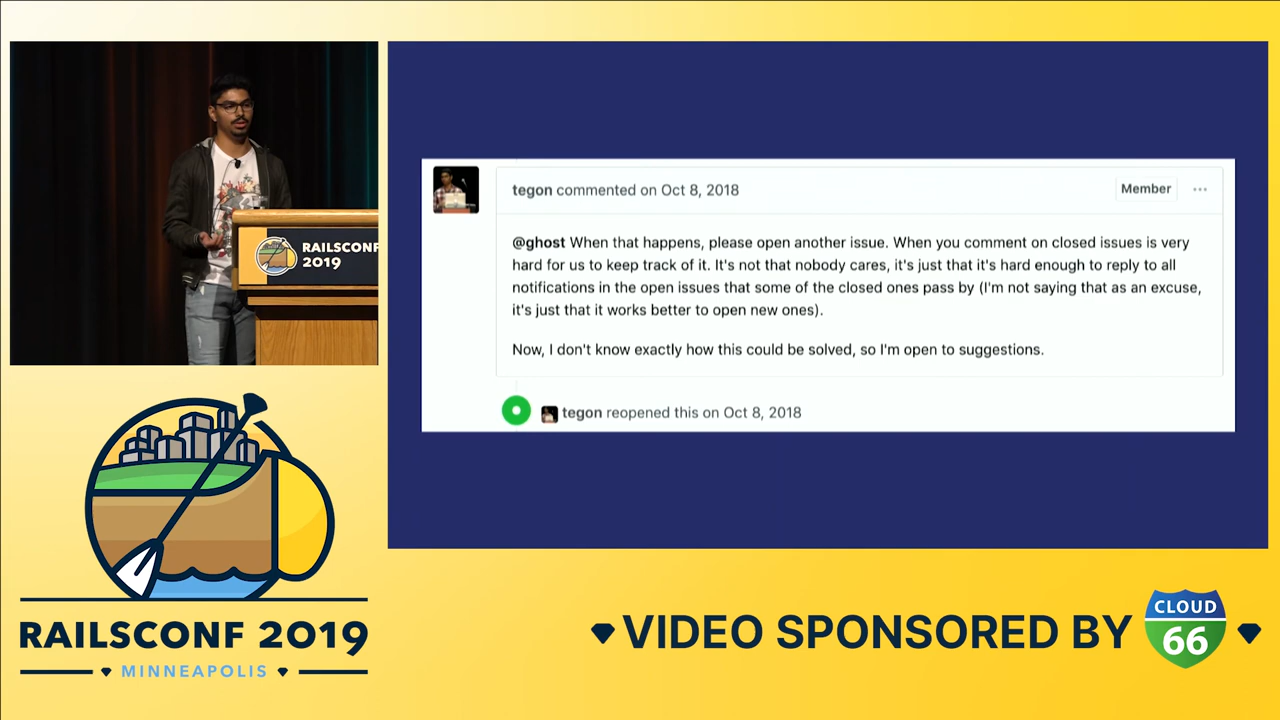 RAILSCONF
2019
tegon commented on Oct 8, 2018
Member
@ghost When that happens, please open another issue. When you comment on closed issues is very
hard for us to keep track of it. It's not that nobody cares, it's just that it's hard enough to reply to all
notifications in the open issues that some of the closed ones pass by (I'm not saying that as an excuse,
it's just that it works better to open new ones).
Now, I don't know exactly how this could be solved, so I'm open to suggestions.
tegon reopened this on Oct 8, 2018
RAILSCONF 2019
MINNEAPOLIS
VIDEO SPONSORED BY
CLOUD
66